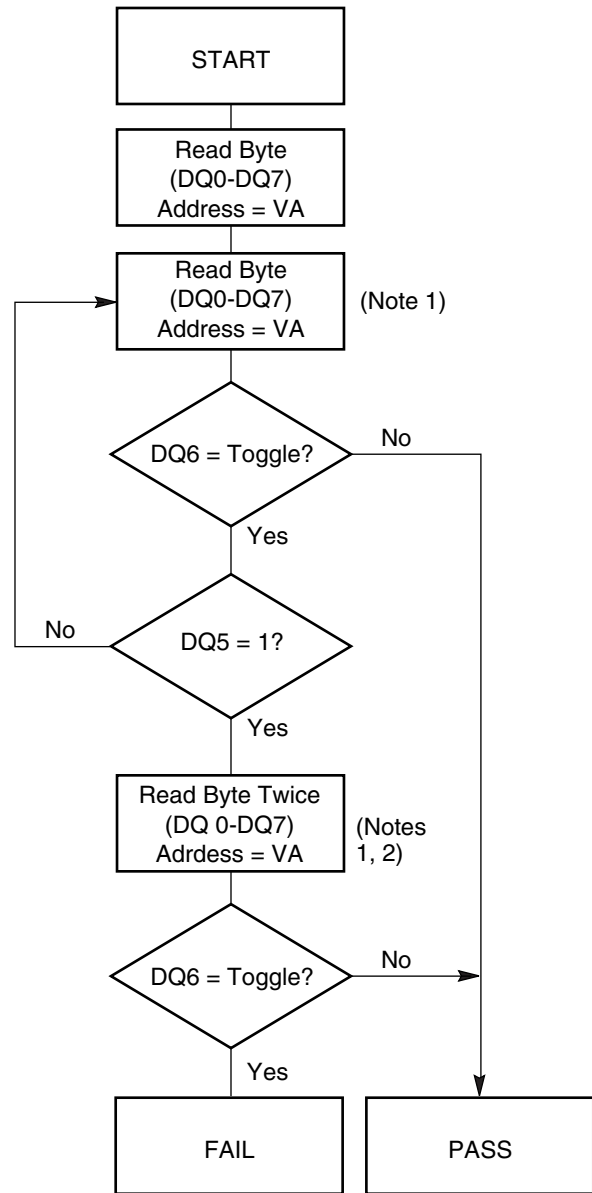 START
Read Byte
(DQ0-DQ7)
Address = VA
Read Byte
(DQ0-DQ7)
Address = VA
(Note 1)
DQ6 = Toggle?
No
Yes
No
DQ5 = 1?
Yes
Read Byte Twice
(DQ 0-DQ7)
Adrdess = VA
(Notes
1, 2)
DQ6 = Toggle?
No
Yes
FAIL
PASS